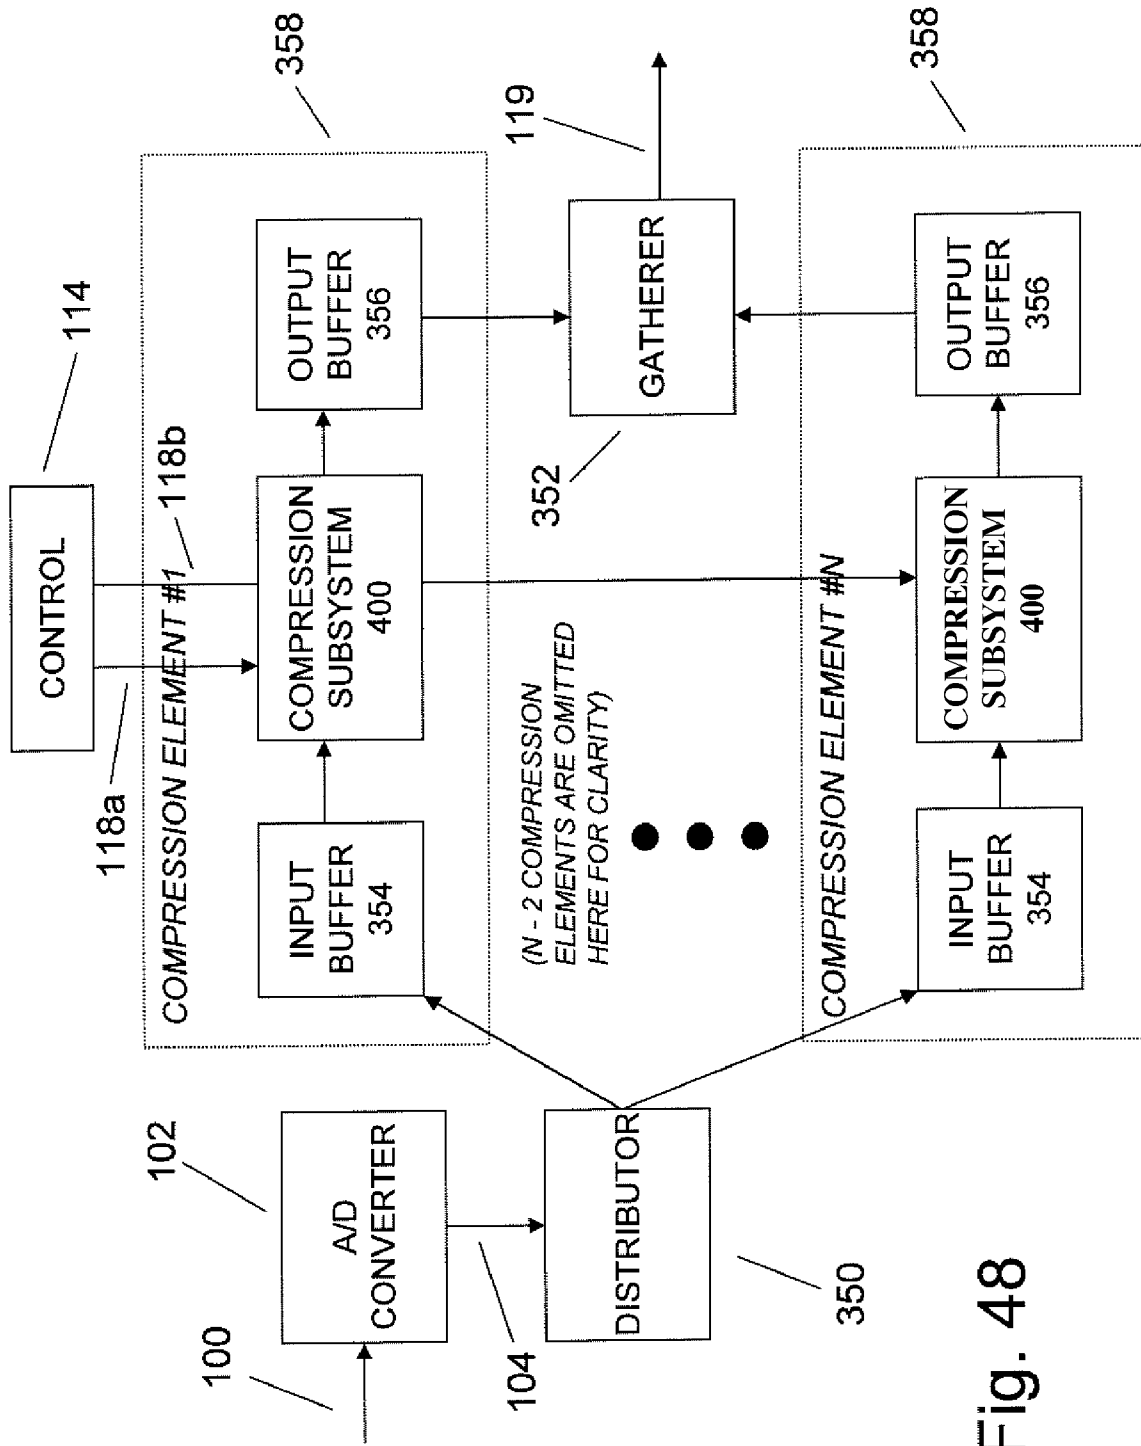 114
CONTROL
118a
118b
358
COMPRESSION ELEMENT #1
INPUT
BUFFER
354
COMPRESSION
SUBSYSTEM
400
OUTPUT
BUFFER
356
100
102
A/D
CONVERTER
104
DISTRIBUTOR
350
(N - 2 COMPRESSION
ELEMENTS ARE OMITTED
HERE FOR CLARITY)
352
GATHERER
119
358
COMPRESSION ELEMENT #N
INPUT
BUFFER
354
COMPRESSION
SUBSYSTEM
400
OUTPUT
BUFFER
356
Fig. 48